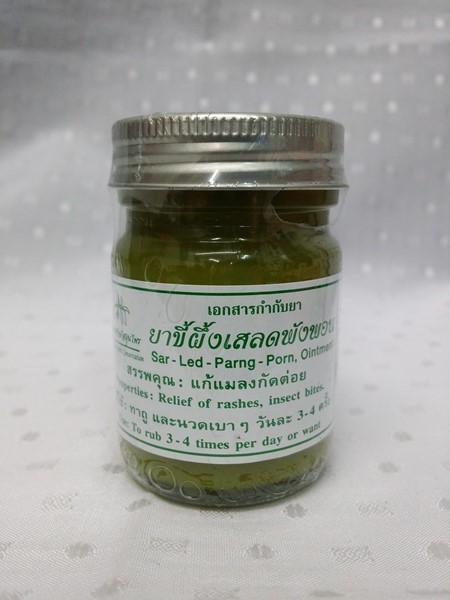 เอกสารกำกับยา
ยาขี้ผึ้งเสลดพังพอน
Sar-Led-Parng-Porn, Ointment
สรรพคุณ: แก้แมลงกัดต่อย
Relief of rashes, insect bites.
ทาถู และนวดเบาๆ วันละ 3-4 ครั้ง
To rub 3-4 times per day or want